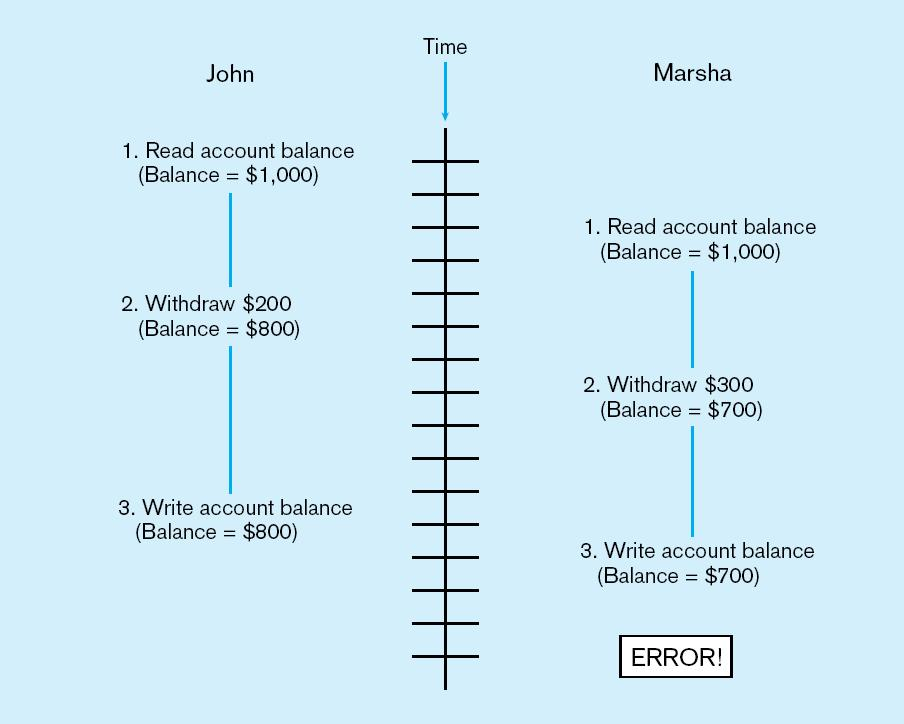 Time
John
Marsha
1. Read account balance
(Balance = $1,000)
1. Read account balance
(Balance = $1,000)
2. Withdraw $200
(Balance = $800)
2. Withdraw $300
(Balance = $700)
3. Write account balance
(Balance = $800)
3. Write account balance
(Balance = $700)
ERROR!